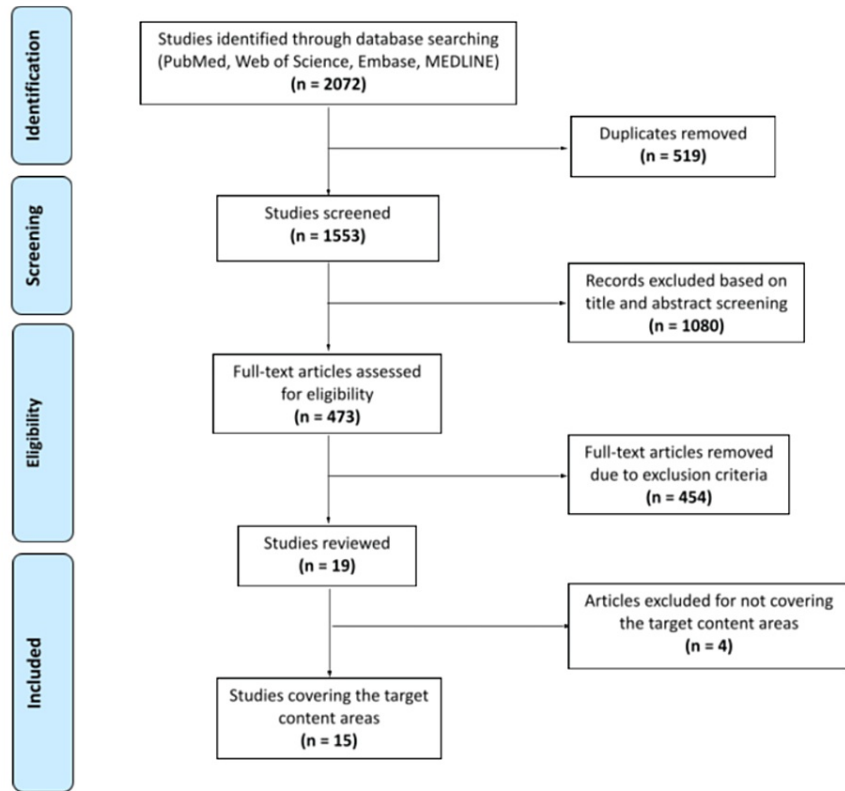 Identification
Studies identified through database searching
(PubMed, Web of Science, Embase, MEDLINE)
(n = 2072)
Duplicates removed
(n = 519)
Screening
Studies screened
(n = 1553)
Records excluded based on
title and abstract screening
(n = 1080)
Eligibility
Full-text articles assessed
for eligibility
(n = 473)
Full-text articles removed
due to exclusion criteria
(n = 454)
Studies reviewed
(n = 19)
Included
Articles excluded for not covering
the target content areas
(n = 4)
Studies covering the target
content areas
(n = 15)